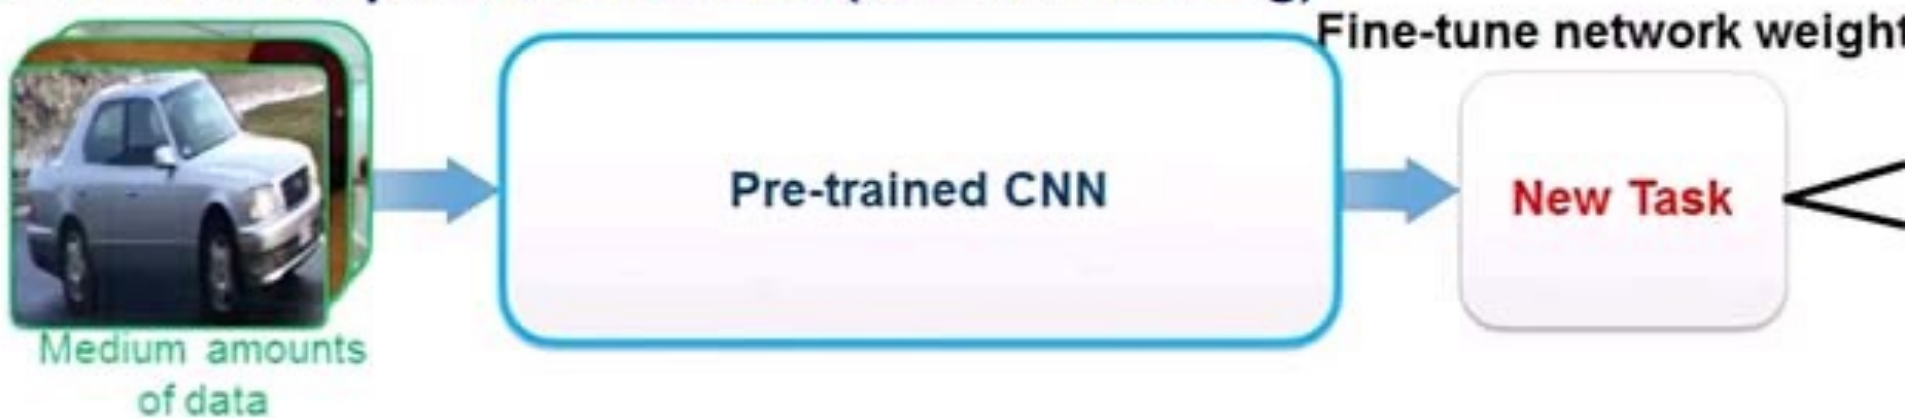 Fine-tune network weight
Pre-trained CNN
New Task
Medium amounts
of data